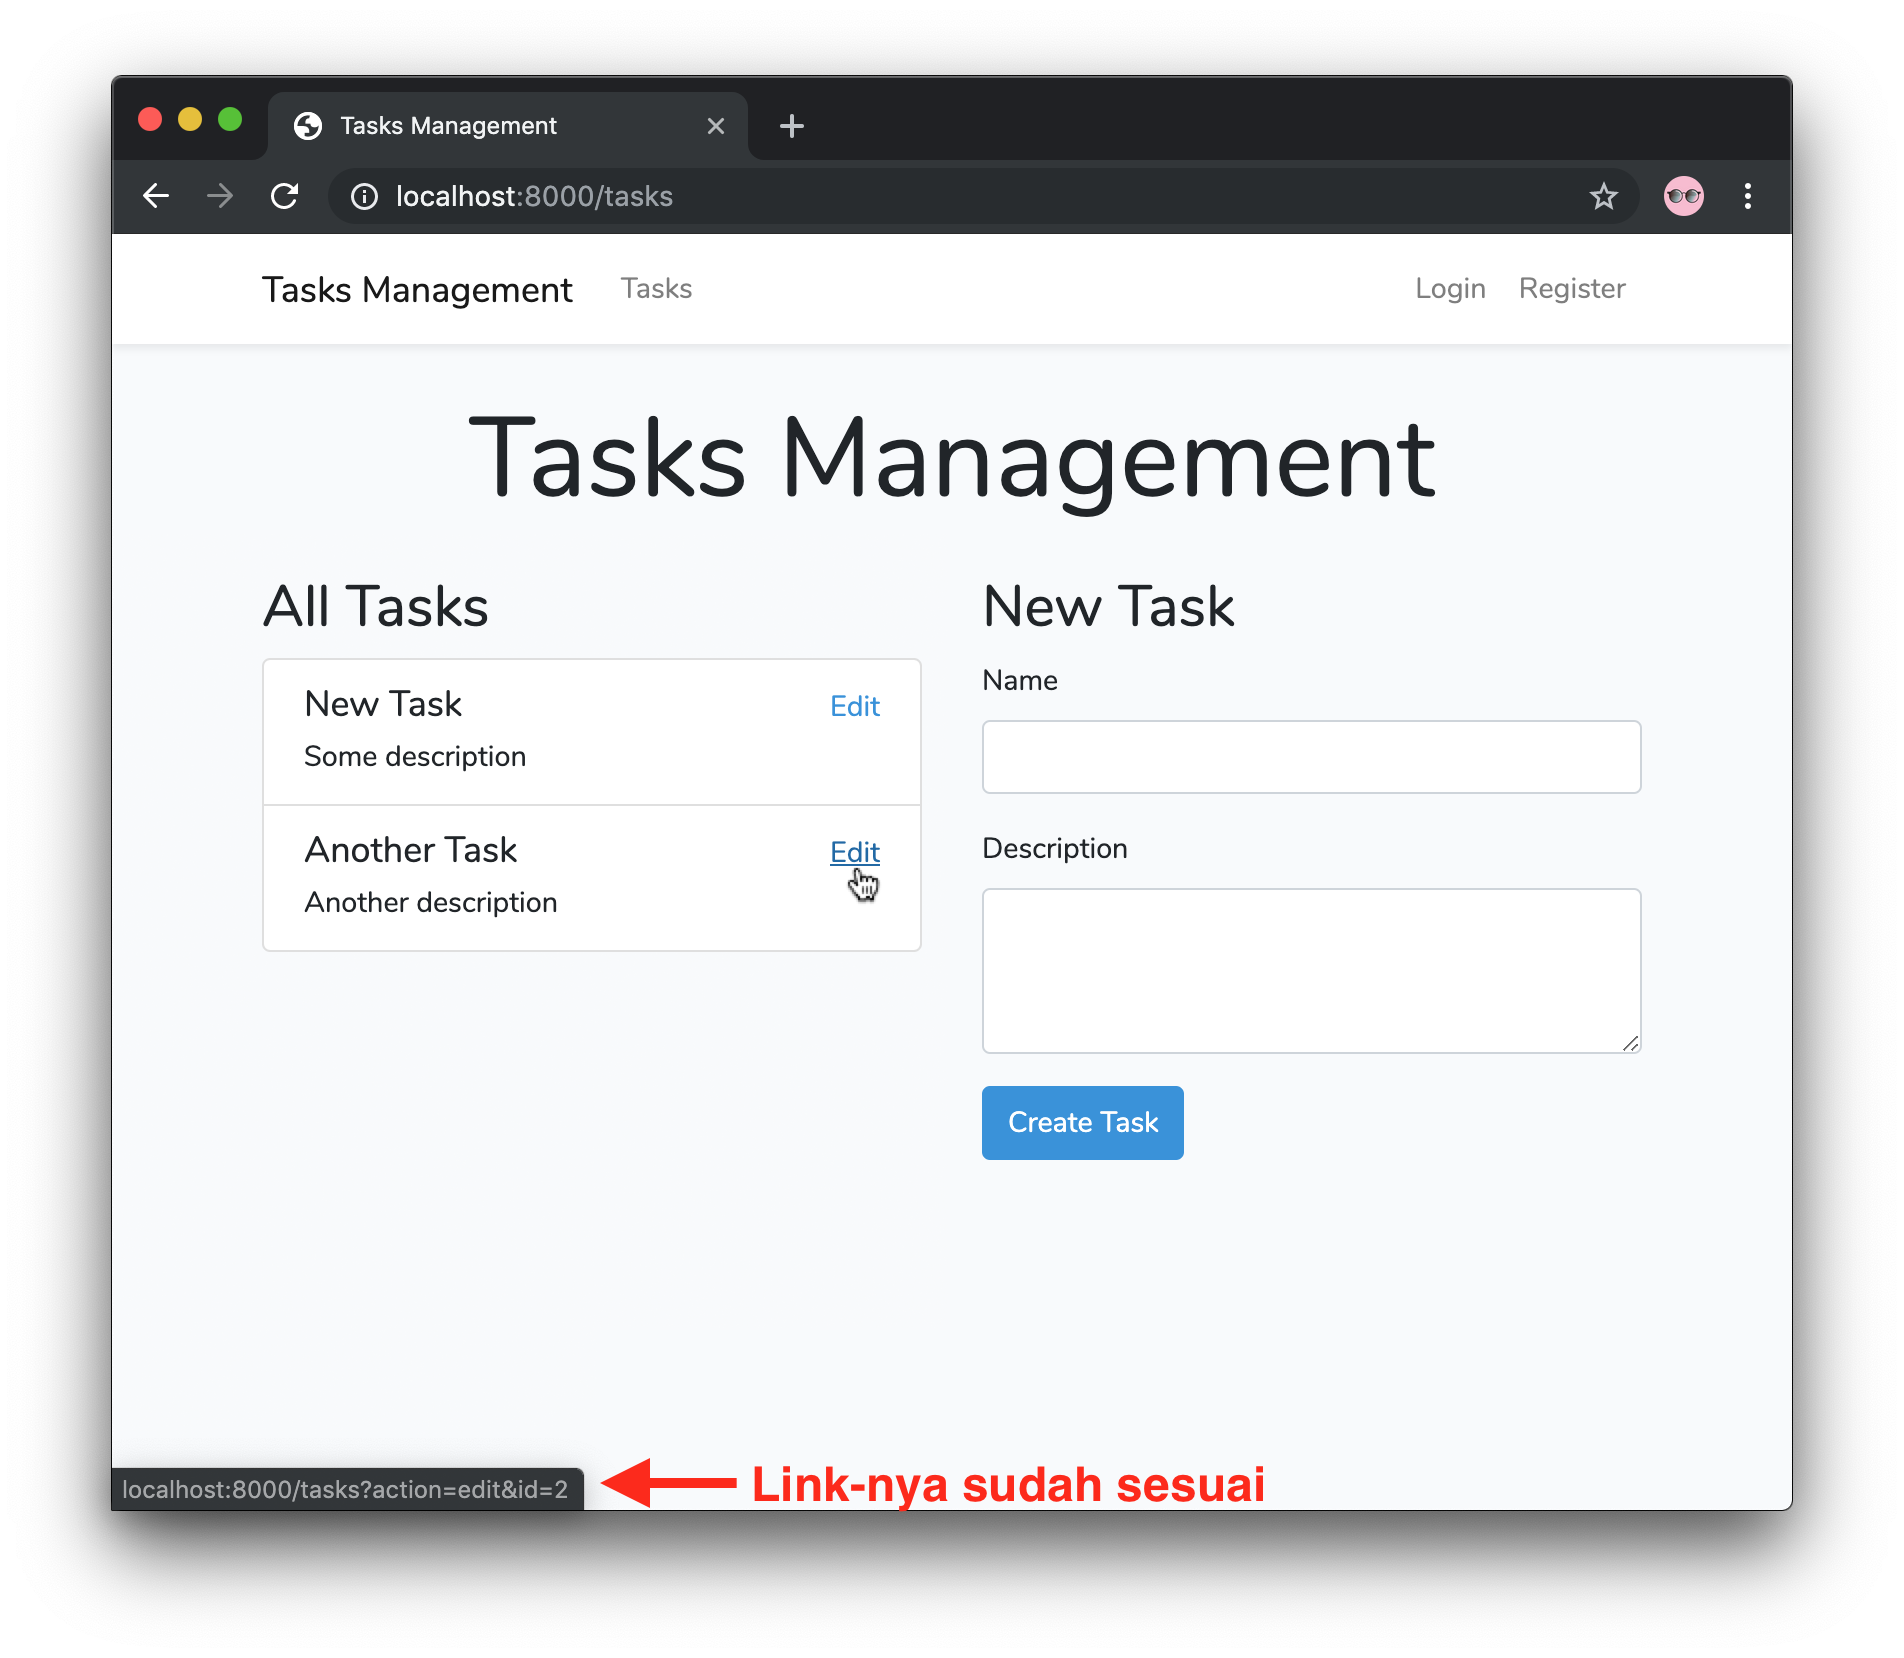 Tasks Management
localhost:8000/tasks
Tasks Management Tasks Login Register
Tasks Management
All Tasks
New Task Edit
Some description
Another Task Edit
Another description
New Task
Name
Description
Create Task
localhost:8000/tasks?action=edit&id=2
Link-nya sudah sesuai